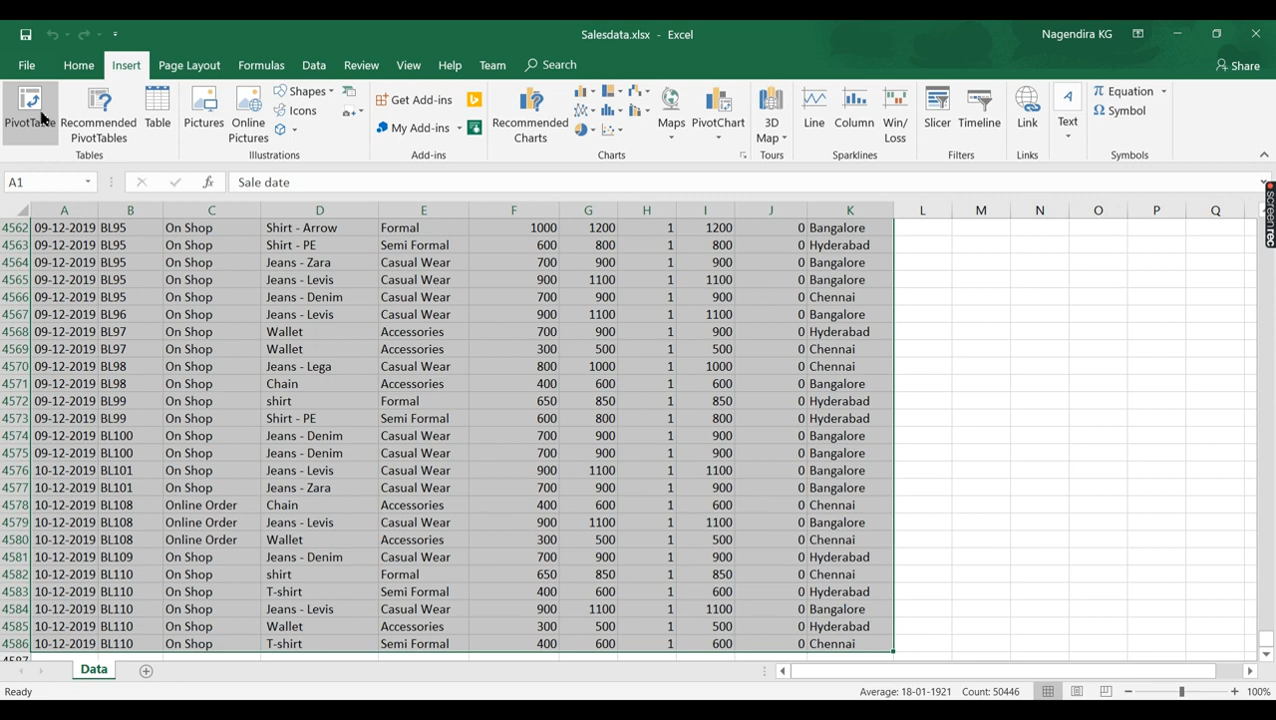 Salesdata.xlsx - Excel
Nagendira KG
File Home Insert Page Layout Formulas Data Review View Help Team Search Share
PivotTable
Recommended PivotTables
Table
Tables
Pictures
Online Pictures
Shapes
Icons
Illustrations
Get Add-ins
My Add-ins
Add-ins
Recommended Charts
Maps
PivotChart
Charts
3D Map
Tours
Line
Column
Win/ Loss
Sparklines
Slicer
Timeline
Filters
Link
Links
A
Text
π Equation
Ω Symbol
Symbols
A1 fx Sale date
A B C D E F G H I J K L M N O P Q
4562 09-12-2019 BL95 On Shop Shirt - Arrow Formal 1000 1200 1 1200 0 Bangalore
4563 09-12-2019 BL95 On Shop Shirt - PE Semi Formal 600 800 1 800 0 Hyderabad
4564 09-12-2019 BL95 On Shop Jeans - Zara Casual Wear 700 900 1 900 0 Bangalore
4565 09-12-2019 BL95 On Shop Jeans - Levis Casual Wear 900 1100 1 1100 0 Bangalore
4566 09-12-2019 BL95 On Shop Jeans - Denim Casual Wear 700 900 1 900 0 Chennai
4567 09-12-2019 BL96 On Shop Jeans - Levis Casual Wear 900 1100 1 1100 0 Bangalore
4568 09-12-2019 BL97 On Shop Wallet Accessories 700 900 1 900 0 Hyderabad
4569 09-12-2019 BL97 On Shop Wallet Accessories 300 500 1 500 0 Chennai
4570 09-12-2019 BL98 On Shop Jeans - Lega Casual Wear 800 1000 1 1000 0 Chennai
4571 09-12-2019 BL98 On Shop Chain Accessories 400 600 1 600 0 Bangalore
4572 09-12-2019 BL99 On Shop shirt Formal 650 850 1 850 0 Hyderabad
4573 09-12-2019 BL99 On Shop Shirt - PE Semi Formal 600 800 1 800 0 Hyderabad
4574 09-12-2019 BL100 On Shop Jeans - Denim Casual Wear 700 900 1 900 0 Bangalore
4575 09-12-2019 BL100 On Shop Jeans - Denim Casual Wear 700 900 1 900 0 Bangalore
4576 10-12-2019 BL101 On Shop Jeans - Levis Casual Wear 900 1100 1 1100 0 Bangalore
4577 10-12-2019 BL101 On Shop Jeans - Zara Casual Wear 700 900 1 900 0 Bangalore
4578 10-12-2019 BL108 Online Order Chain Accessories 400 600 1 600 0 Chennai
4579 10-12-2019 BL108 Online Order Jeans - Levis Casual Wear 900 1100 1 1100 0 Bangalore
4580 10-12-2019 BL108 Online Order Wallet Accessories 300 500 1 500 0 Chennai
4581 10-12-2019 BL109 On Shop Jeans - Denim Casual Wear 700 900 1 900 0 Hyderabad
4582 10-12-2019 BL110 On Shop shirt Formal 650 850 1 850 0 Chennai
4583 10-12-2019 BL110 On Shop T-shirt Semi Formal 400 600 1 600 0 Hyderabad
4584 10-12-2019 BL110 On Shop Jeans - Levis Casual Wear 900 1100 1 1100 0 Bangalore
4585 10-12-2019 BL110 On Shop Wallet Accessories 300 500 1 500 0 Hyderabad
4586 10-12-2019 BL110 On Shop T-shirt Semi Formal 400 600 1 600 0 Chennai
4587
Data
Ready Average: 18-01-1921 Count: 50446 100%
screenrec